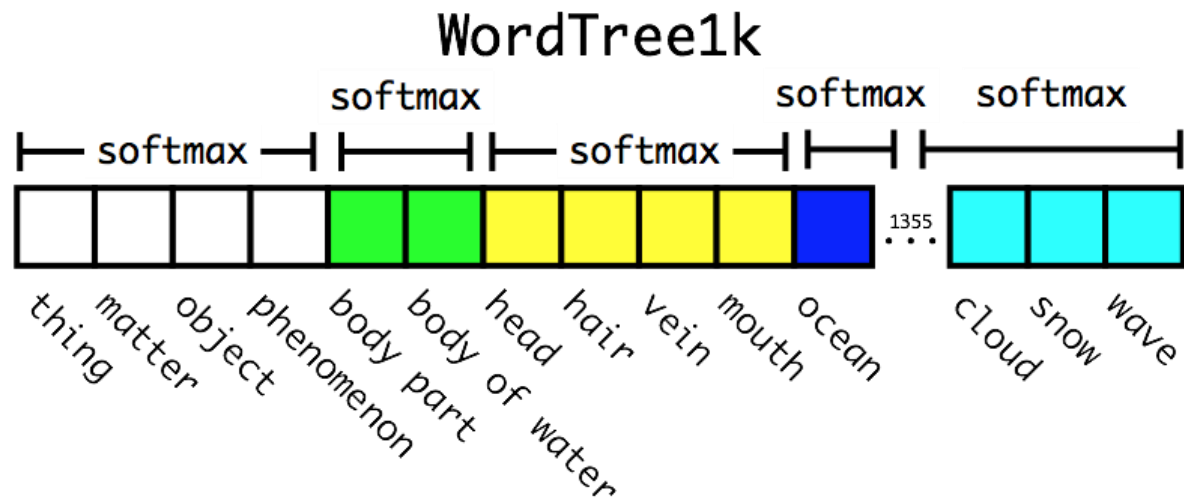 WordTree1k
softmax
softmax
softmax
softmax
softmax
1355
thing
matter
object
phenomenon
body part
body of water
head
hair
vein
mouth
ocean
cloud
snow
wave